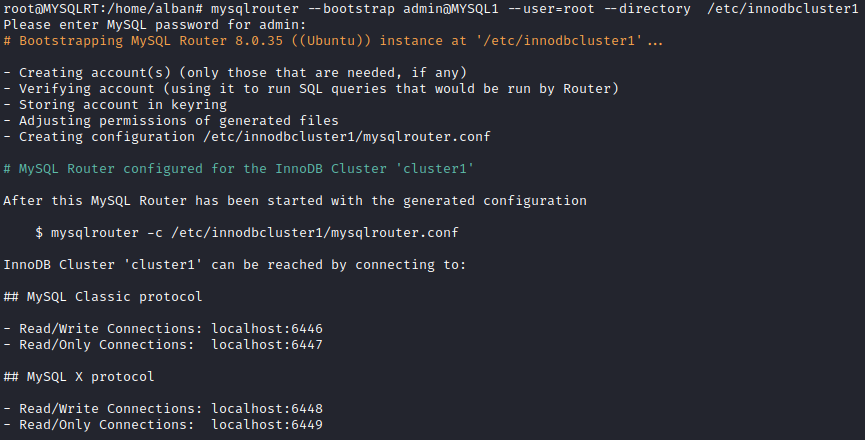 root@MYSQLRT:/home/alban# mysqlrouter --bootstrap admin@MYSQL1 --user=root --directory  /etc/innodbcluster1
Please enter MySQL password for admin:
# Bootstrapping MySQL Router 8.0.35 ((Ubuntu)) instance at '/etc/innodbcluster1'...
- Creating account(s) (only those that are needed, if any)
- Verifying account (using it to run SQL queries that would be run by Router)
- Storing account in keyring
- Adjusting permissions of generated files
- Creating configuration /etc/innodbcluster1/mysqlrouter.conf
# MySQL Router configured for the InnoDB Cluster 'cluster1'
After this MySQL Router has been started with the generated configuration
$ mysqlrouter -c /etc/innodbcluster1/mysqlrouter.conf
InnoDB Cluster 'cluster1' can be reached by connecting to:
## MySQL Classic protocol
- Read/Write Connections: localhost:6446
- Read/Only Connections:  localhost:6447
## MySQL X protocol
- Read/Write Connections: localhost:6448
- Read/Only Connections:  localhost:6449